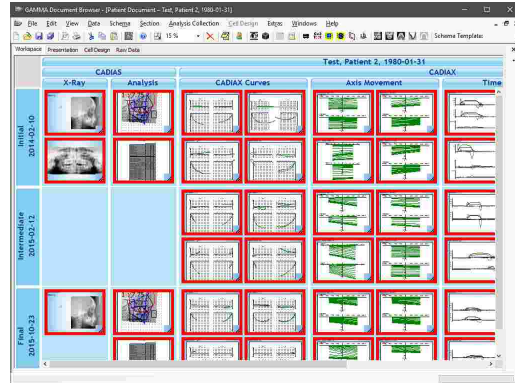 GAMMA Document Browser - [Patient Document - Test, Patient 2, 1980-01-31]
File Edit View Data Schema Section Analysis Collection Cell Design Extras Windows Help
15 % Scheme Template:
Workspace Presentation Cell Design Raw Data
Test, Patient 2, 1980-01-31
CADIAS CADIAX
X-Ray Analysis CADIAX Curves Axis Movement Time
Initial
2014-02-10
Intermediate
2015-02-12
Final
2015-10-23